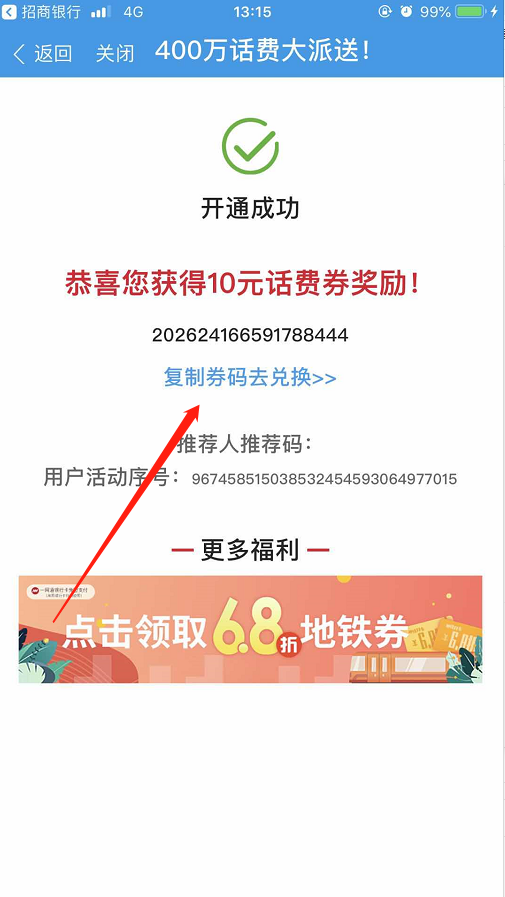 招商银行 4G 13:15 99%
返回 关闭 400万话费大派送！
开通成功
恭喜您获得10元话费券奖励！
202624166591788444
复制券码去兑换>>
推荐人推荐码：
用户活动序号： 967458515038532454593064977015
更多福利
点击领取6.8折地铁券